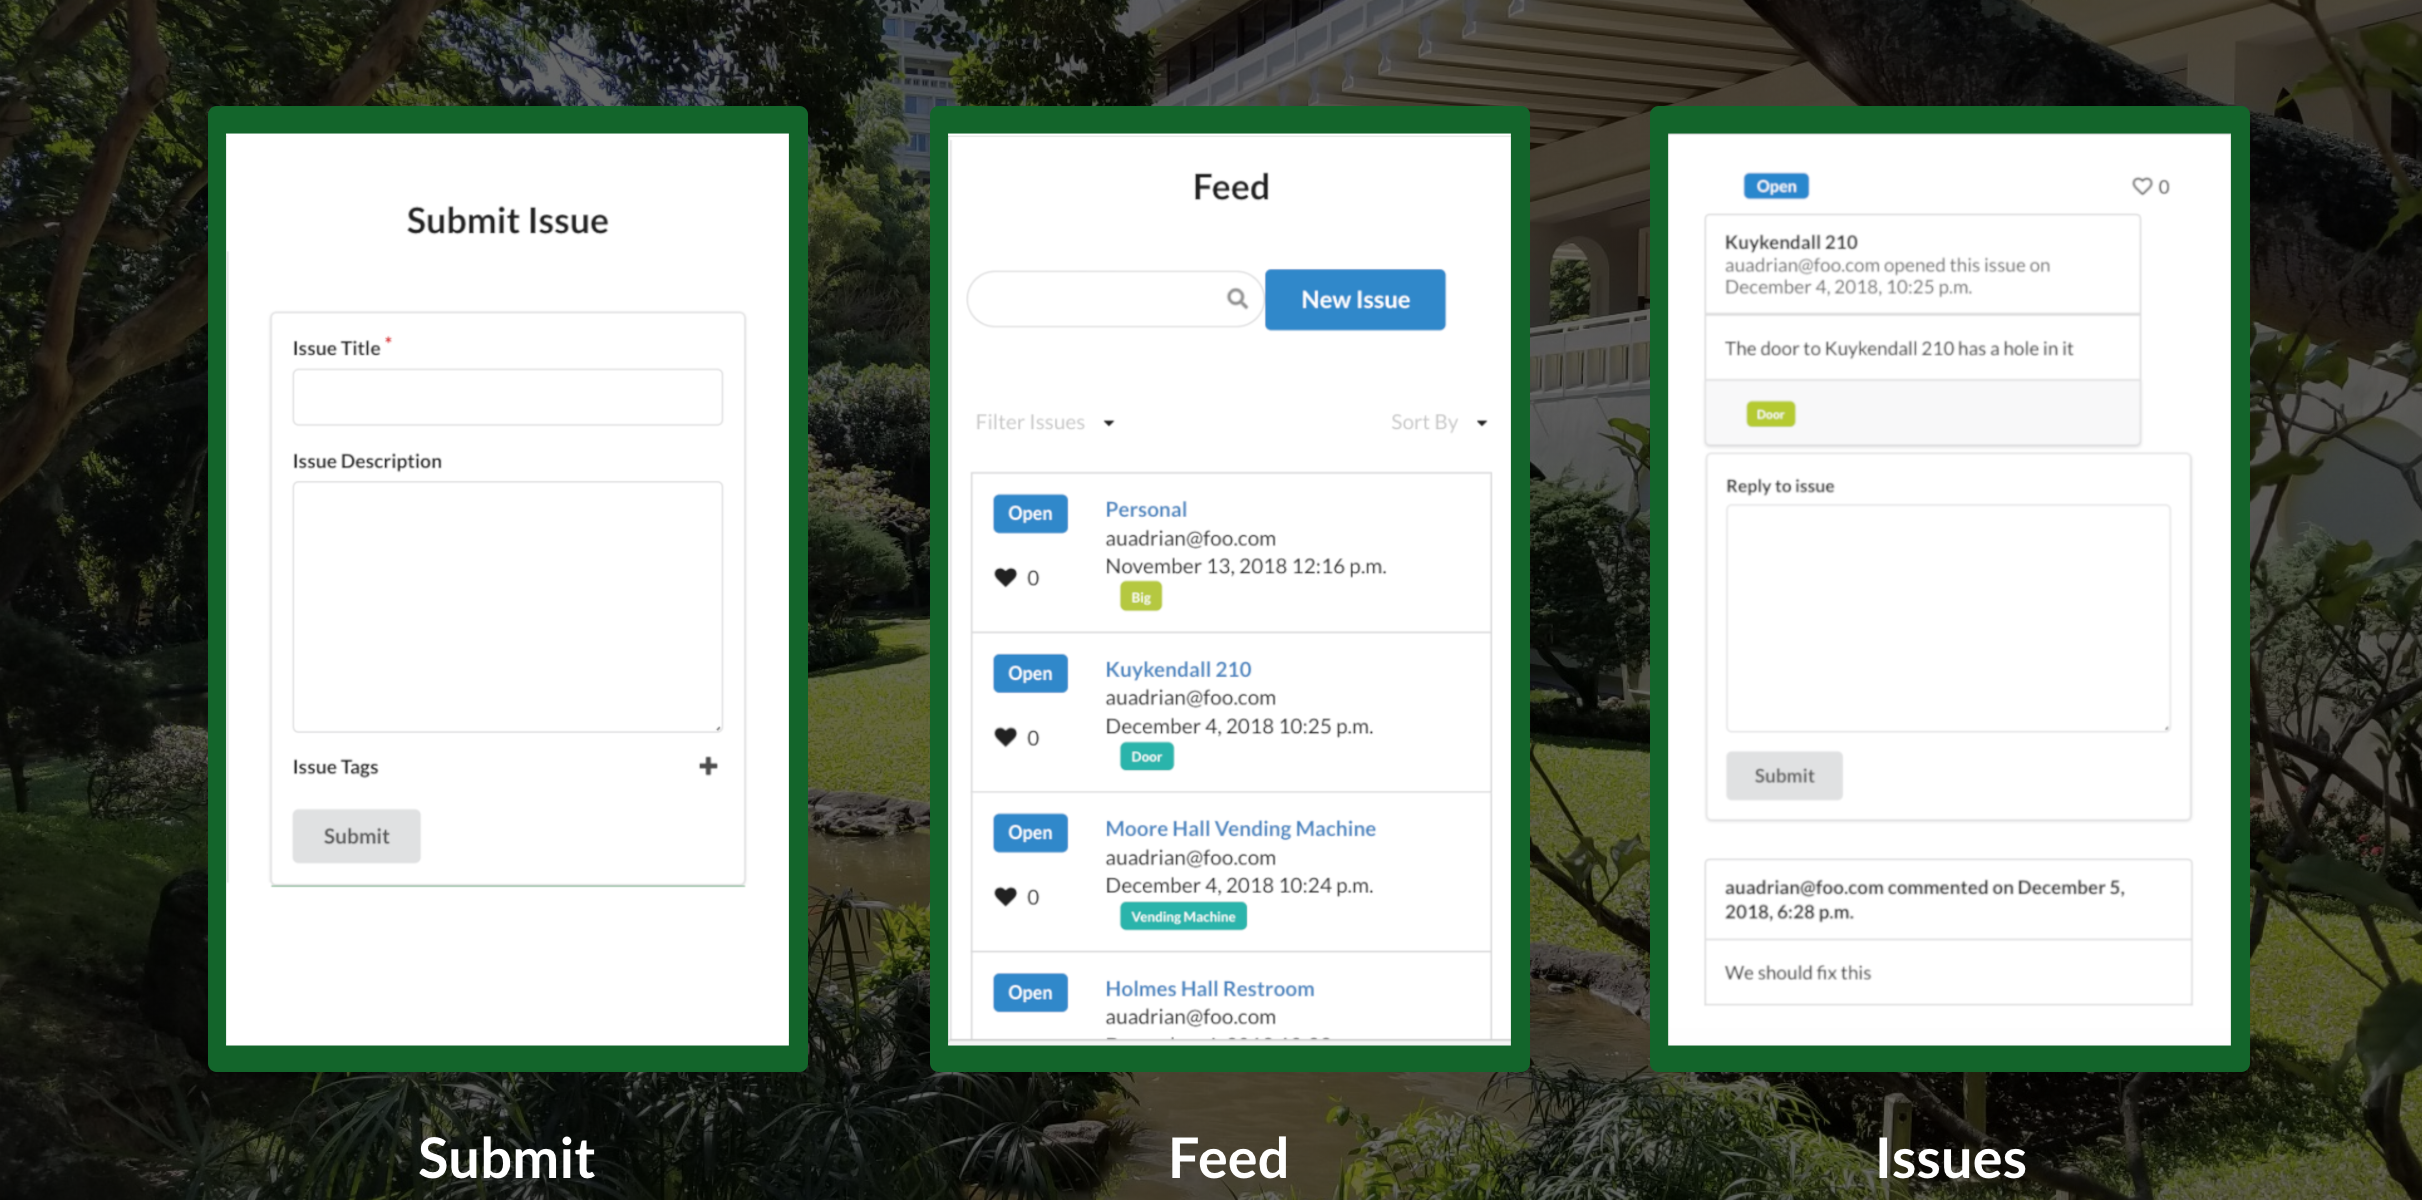 Submit Issue
Issue Title *
Issue Description
Issue Tags
Submit
Submit
Feed
New Issue
Filter Issues
Sort By
Open
Personal
auadrian@foo.com
November 13, 2018 12:16 p.m.
0
Big
Open
Kuykendall 210
auadrian@foo.com
December 4, 2018 10:25 p.m.
0
Door
Open
Moore Hall Vending Machine
auadrian@foo.com
December 4, 2018 10:24 p.m.
0
Vending Machine
Open
Holmes Hall Restroom
auadrian@foo.com
Feed
Open
0
Kuykendall 210
auadrian@foo.com opened this issue on
December 4, 2018, 10:25 p.m.
The door to Kuykendall 210 has a hole in it
Door
Reply to issue
Submit
auadrian@foo.com commented on December 5,
2018, 6:28 p.m.
We should fix this
Issues